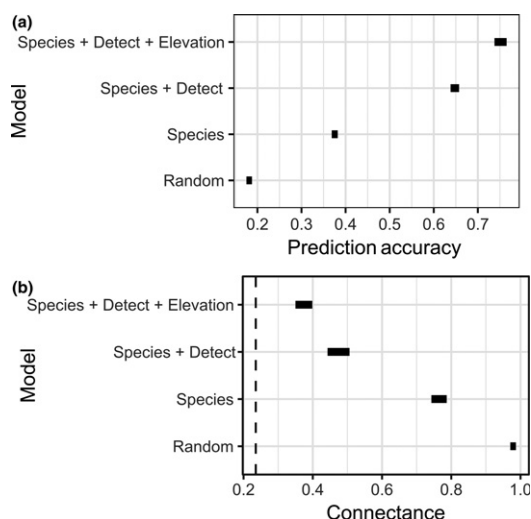 (a)
Model
Species + Detect + Elevation
Species + Detect
Species
Random
0.2 0.3 0.4 0.5 0.6 0.7
Prediction accuracy
(b)
Model
Species + Detect + Elevation
Species + Detect
Species
Random
0.2 0.4 0.6 0.8 1.0
Connectance